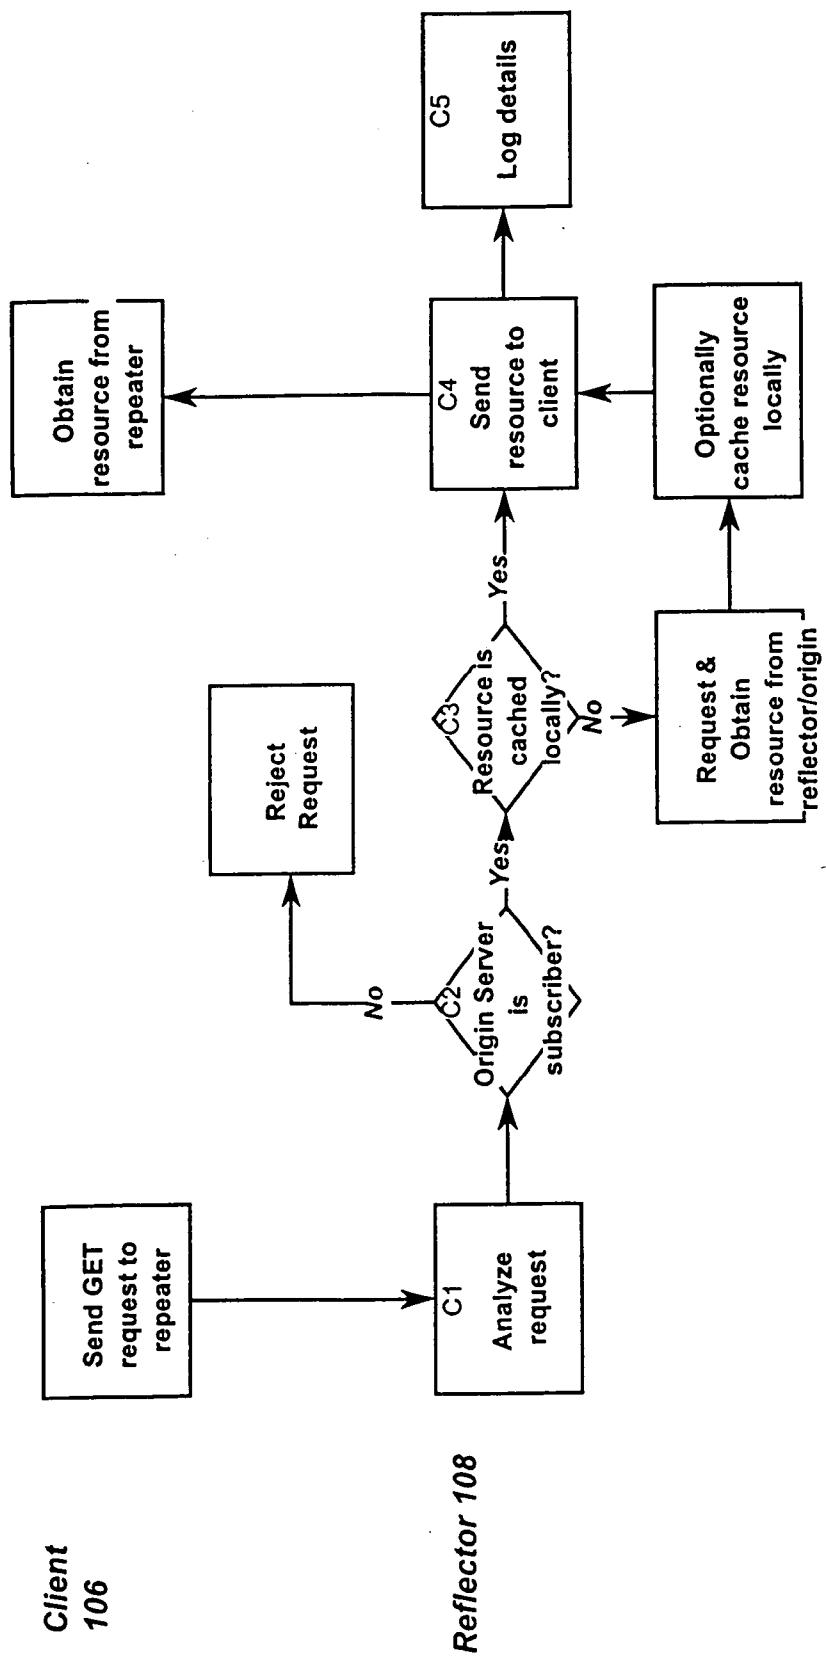 Client
106
Send GET
request to
repeater
Obtain
resource from
repeater
Reject
Request
No
Reflector 108
C1
Analyze
request
C2
Origin Server
is
subscriber?
Yes
C3
Resource is
cached
locally?
Yes
No
C4
Send
resource to
client
C5
Log details
Request &
Obtain
resource from
reflector/origin
Optionally
cache resource
locally